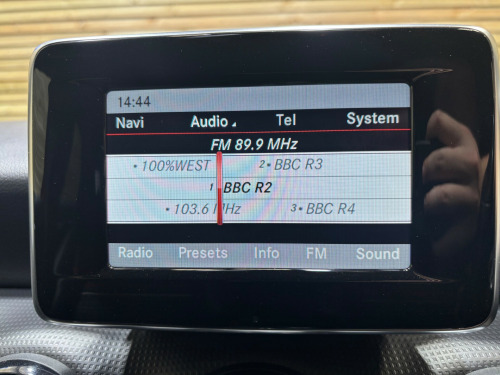 14:44
Navi Audio Tel System
FM 89.9 MHz
• 100%WEST 2• BBC R3
1 BBC R2
• 103.6 MHz 3• BBC R4
Radio Presets Info FM Sound